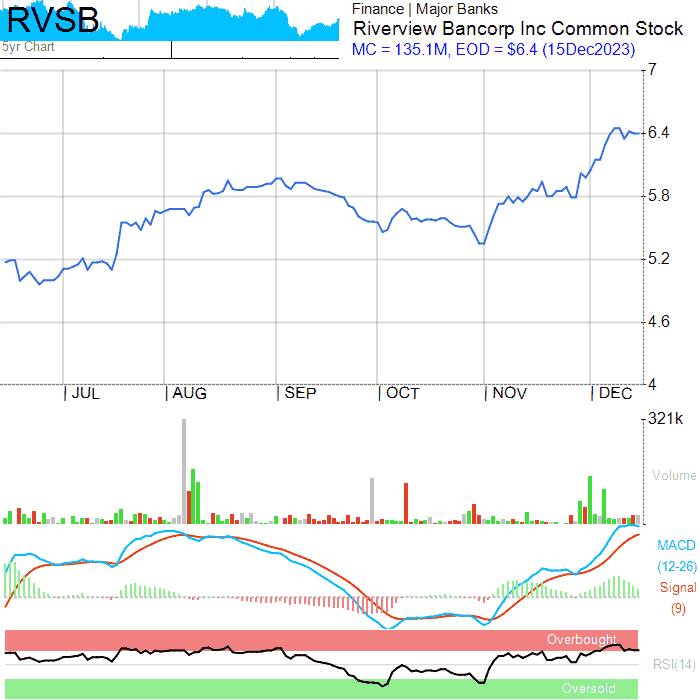 RVSB
5yr Chart
Finance | Major Banks
Riverview Bancorp Inc Common Stock
MC = 135.1M, EOD = $6.4 (15Dec2023)
7
6.4
5.8
5.2
4.6
4
JUL AUG SEP OCT NOV DEC
321k
Volume
MACD
(12-26)
Signal
(9)
Overbought
RSI(14)
Oversold